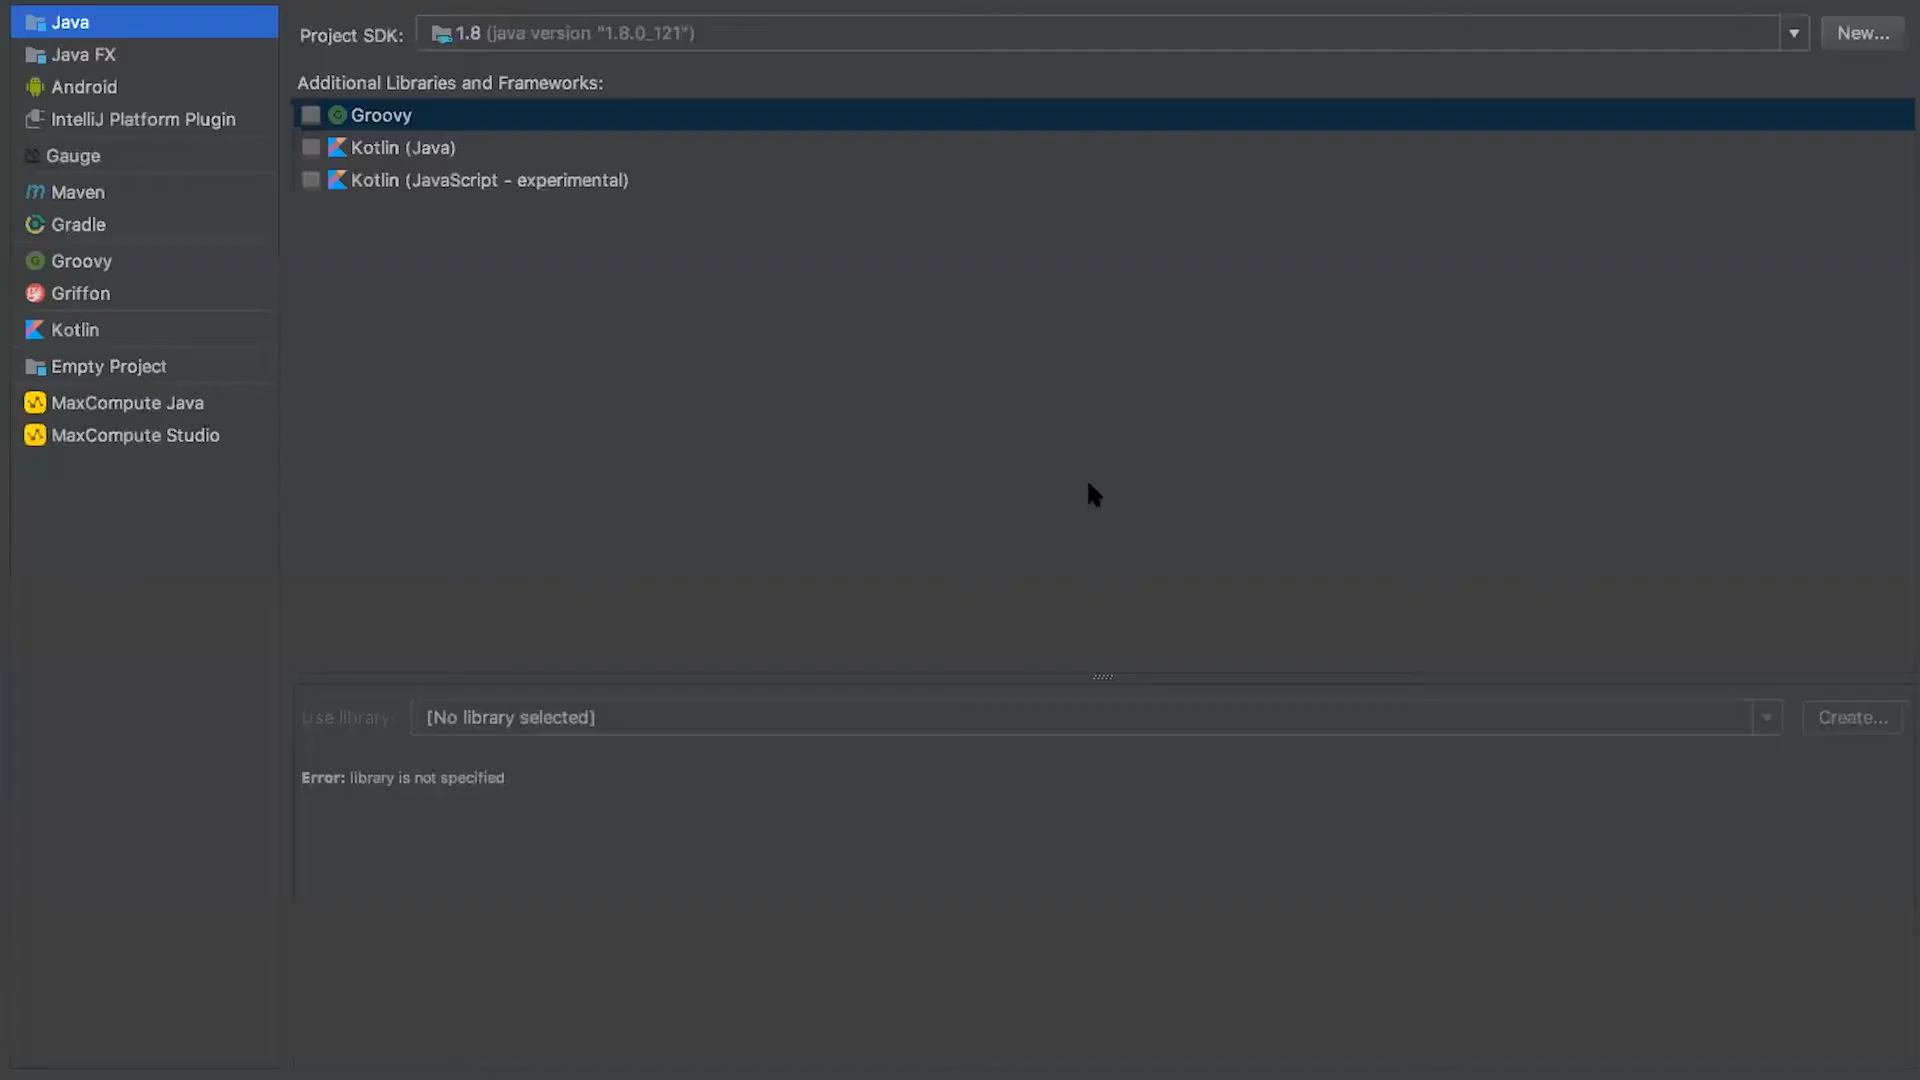 Java
Java FX
Android
IntelliJ Platform Plugin
Gauge
Maven
Gradle
Groovy
Griffon
Kotlin
Empty Project
MaxCompute Java
MaxCompute Studio
Project SDK: 1.8 (java version "1.8.0_121") New...
Additional Libraries and Frameworks:
Groovy
Kotlin (Java)
Kotlin (JavaScript - experimental)
Use library: [No library selected] Create...
Error: library is not specified